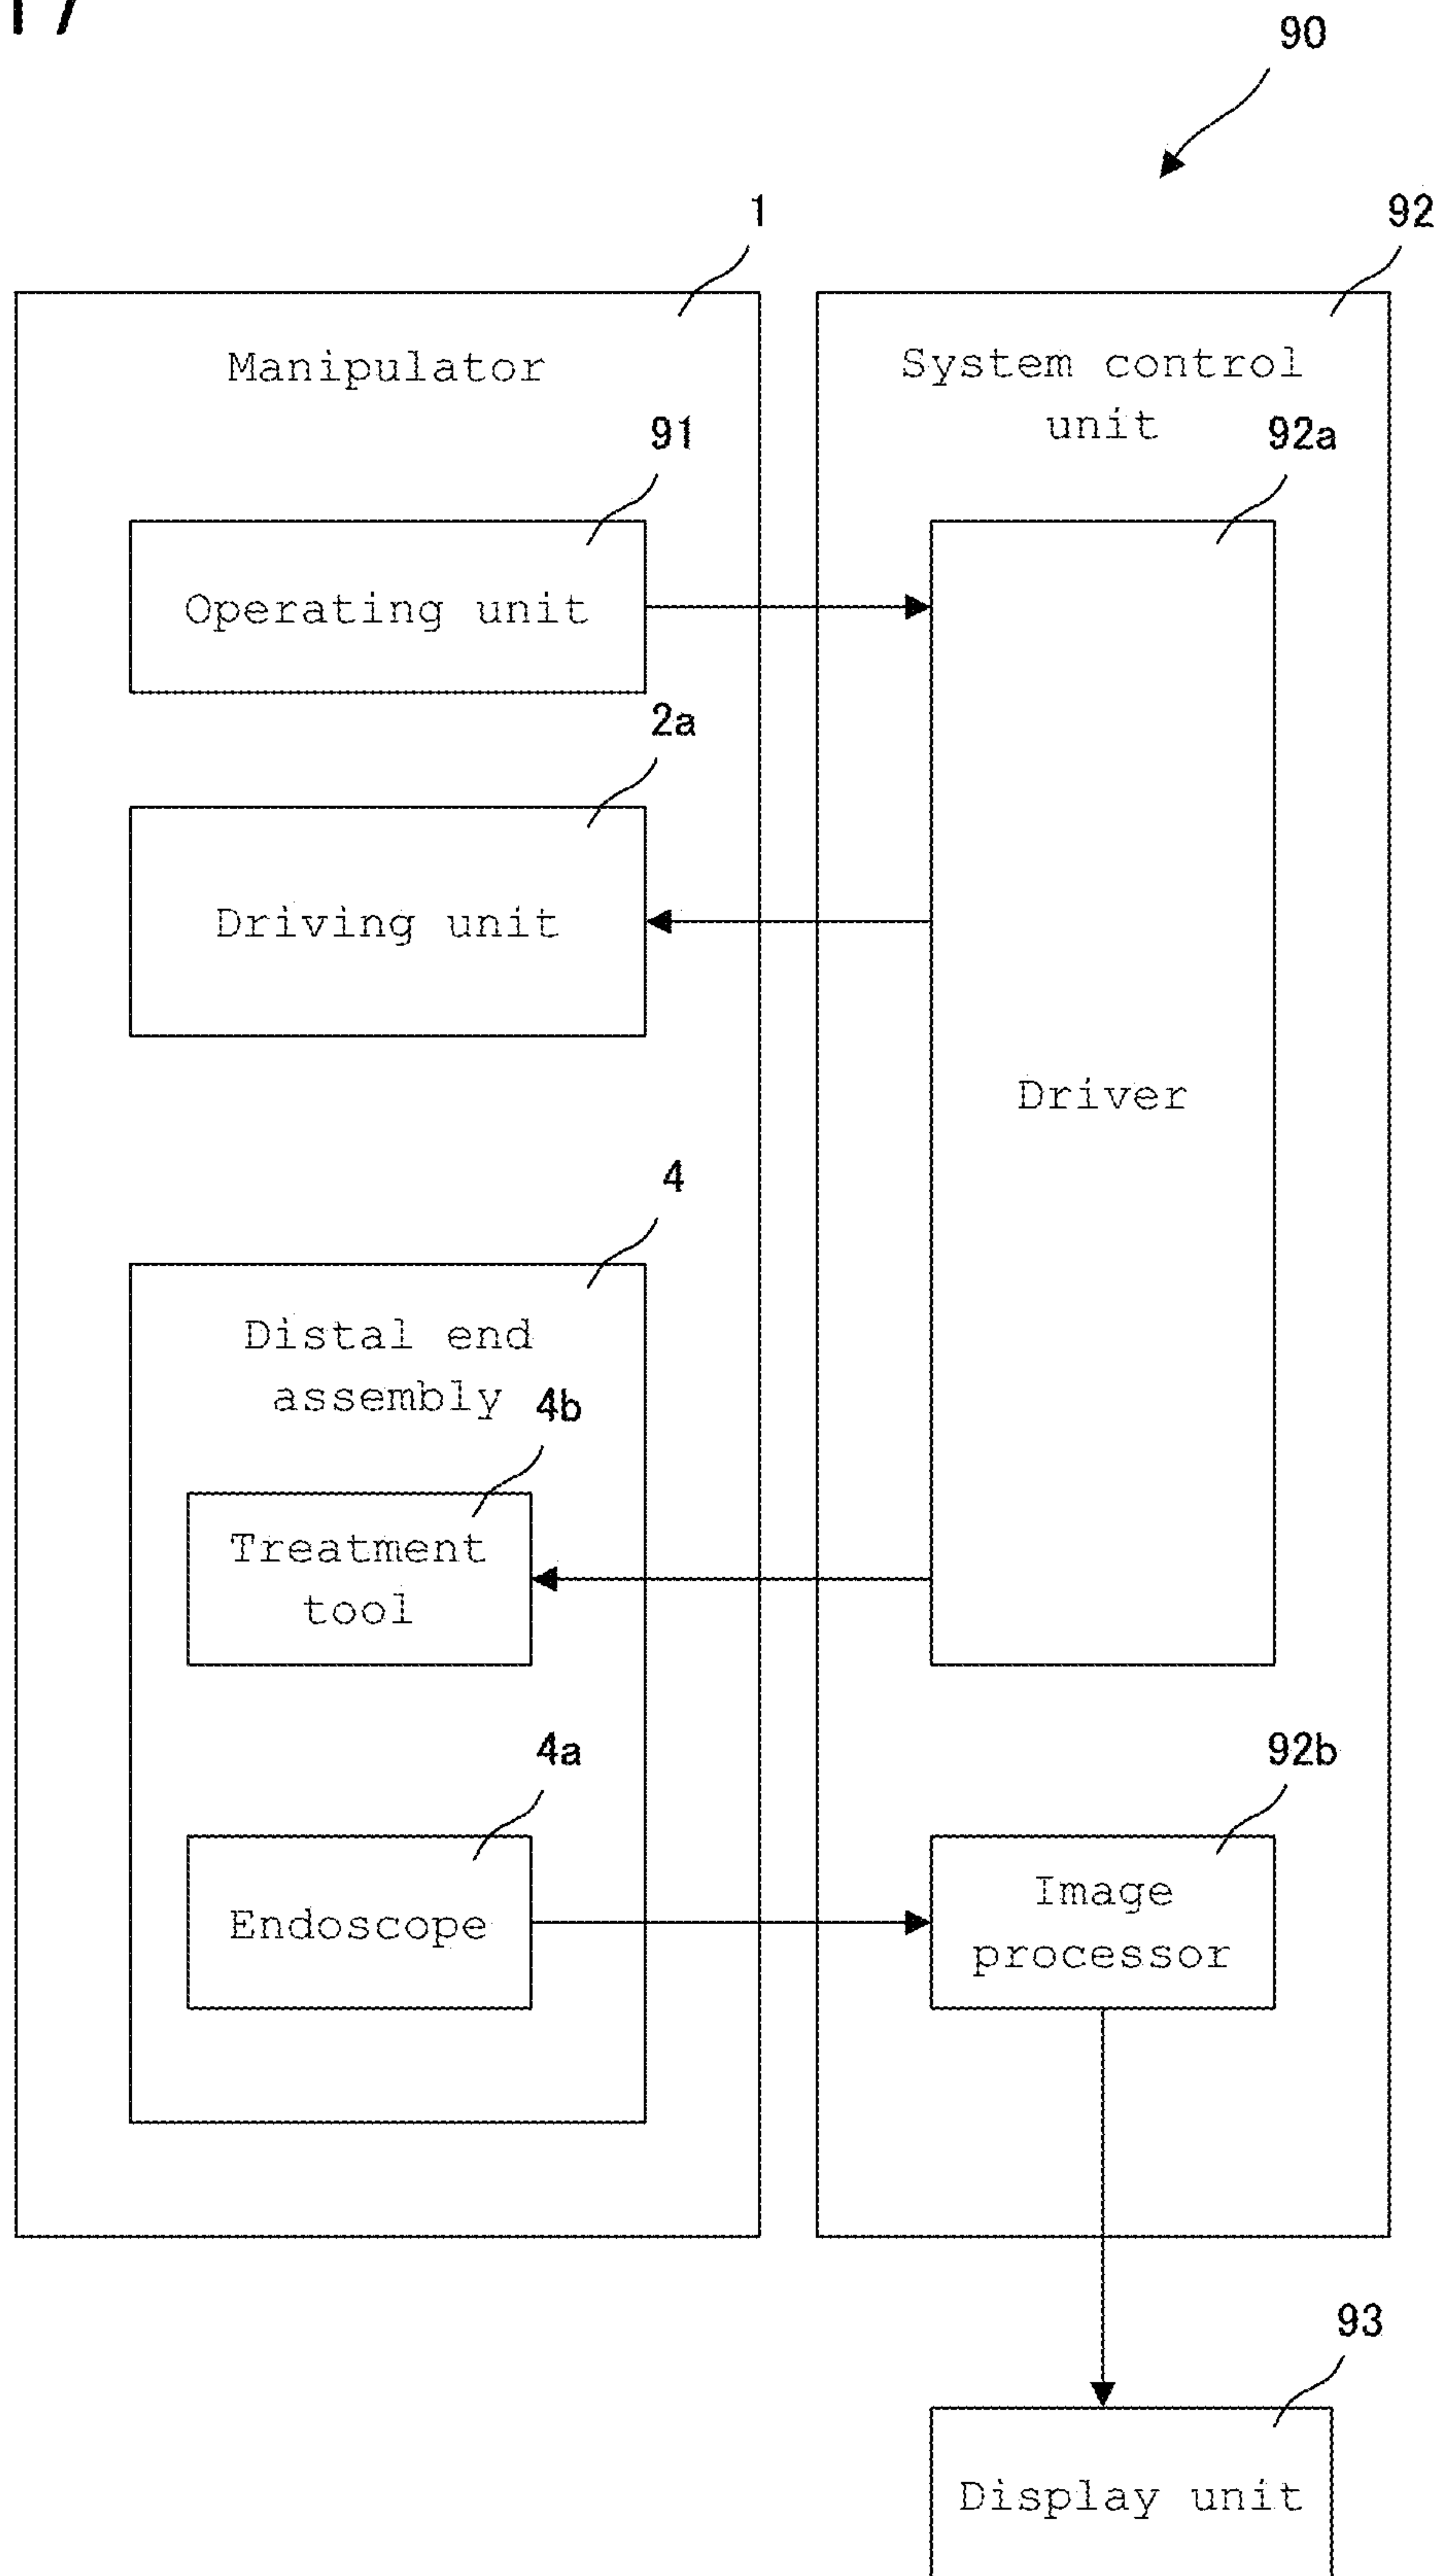 90
1
92
Manipulator
System control
unit
91
92a
Operating unit
2a
Driving unit
Driver
4
Distal end
assembly
4b
Treatment
tool
4a
92b
Endoscope
Image
processor
93
Display unit